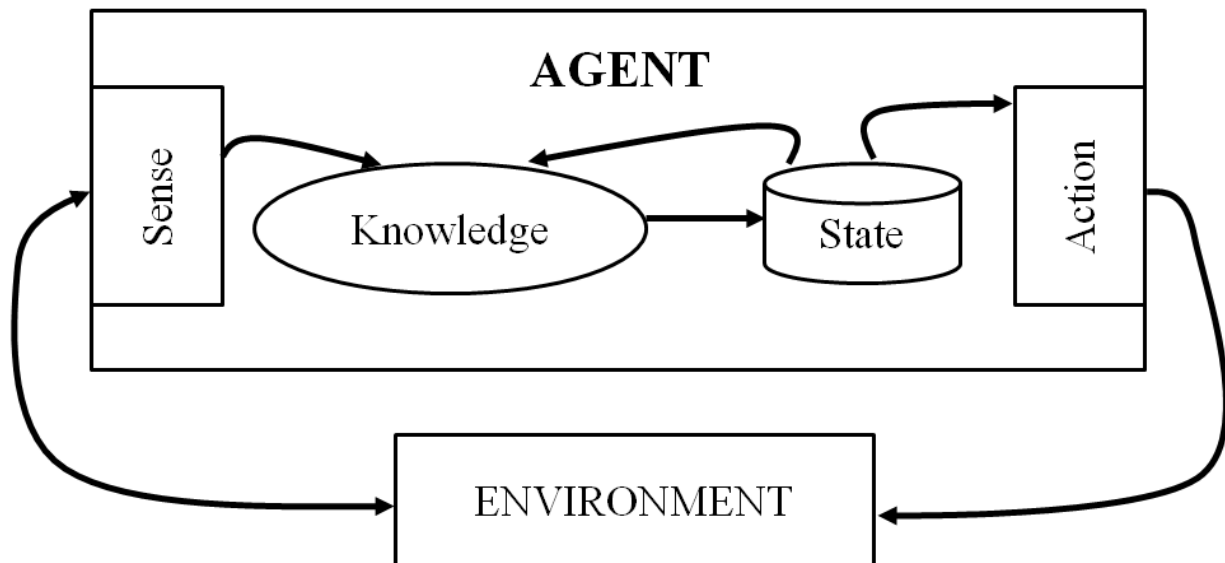 AGENT
Sense
Knowledge
State
Action
ENVIRONMENT